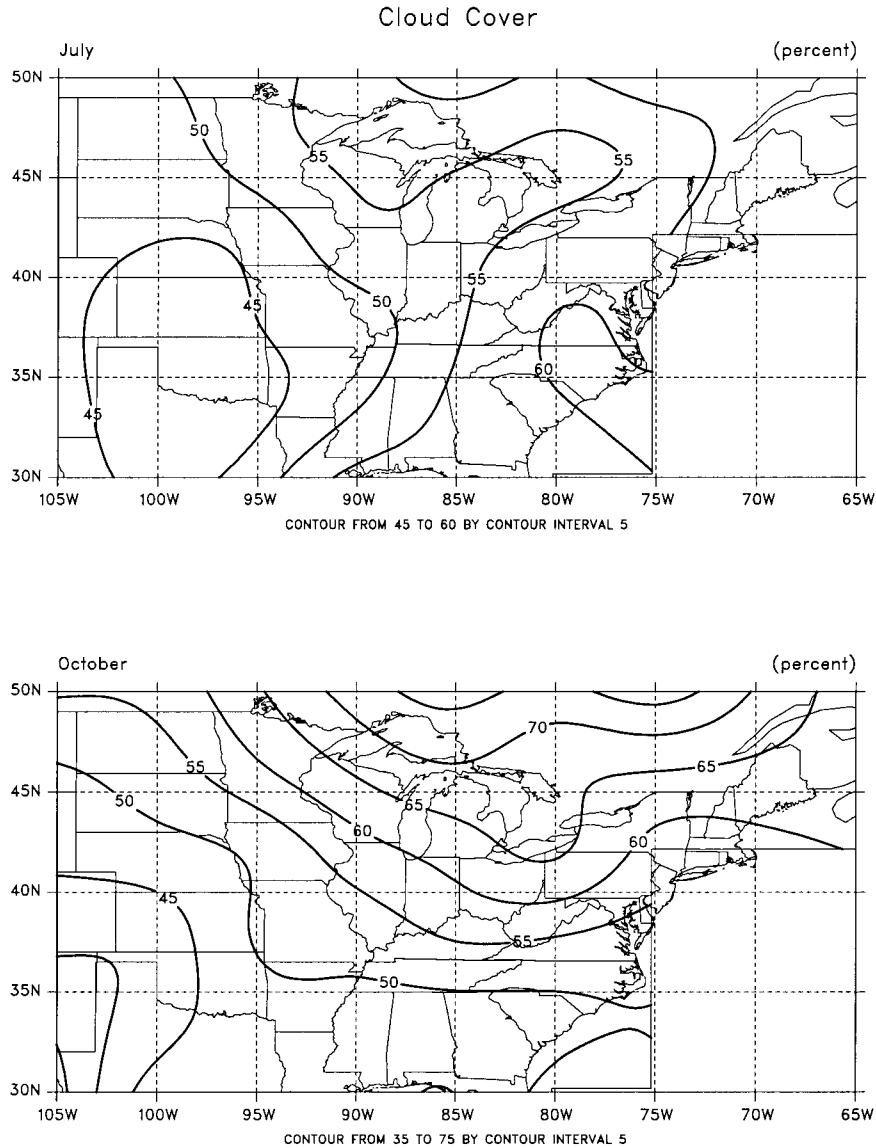 Cloud Cover
July (percent)
50N
50
55
55
45N
40N
45
50
55
35N
45
60
30N
105W 100W 95W 90W 85W 80W 75W 70W 65W
CONTOUR FROM 45 TO 60 BY CONTOUR INTERVAL 5
October (percent)
50N
70
55
65
50
65
45N
60
60
40N
45
55
50
35N
30N
105W 100W 95W 90W 85W 80W 75W 70W 65W
CONTOUR FROM 35 TO 75 BY CONTOUR INTERVAL 5